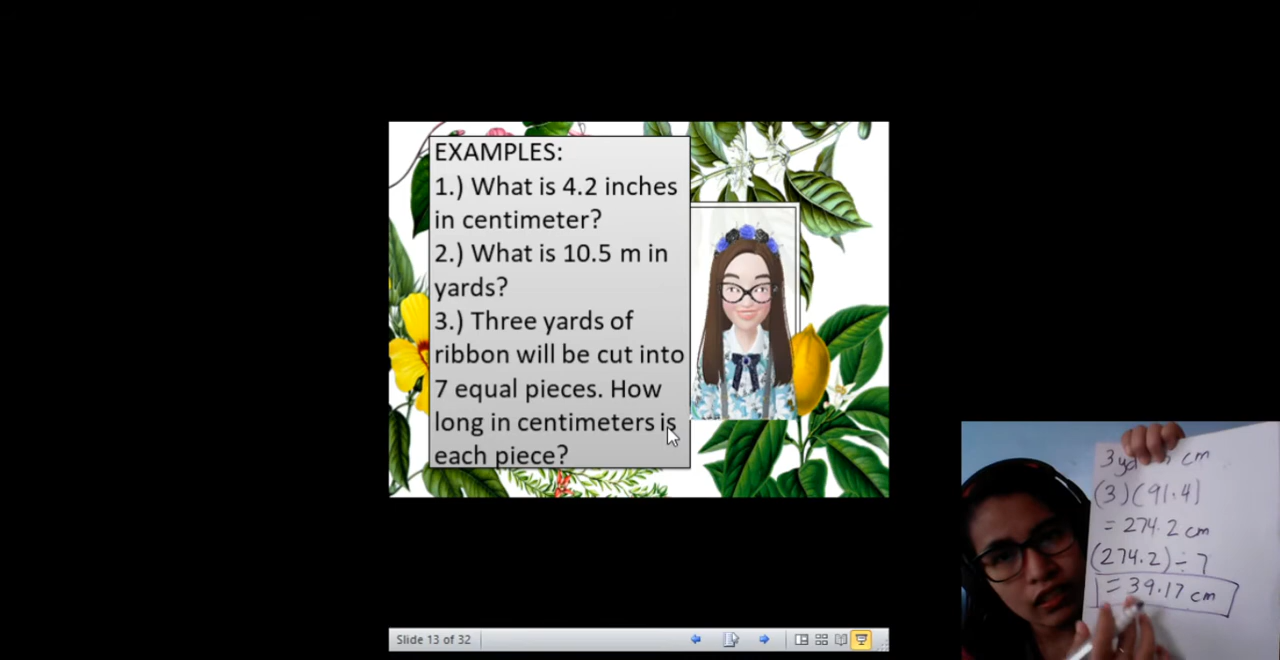 EXAMPLES:
1.) What is 4.2 inches
in centimeter?
2.) What is 10.5 m in
yards?
3.) Three yards of
ribbon will be cut into
7 equal pieces. How
long in centimeters is
each piece?
Slide 13 of 32
3 yd cm
(3)(91.4)
= 274.2 cm
(274.2) ÷ 7
= 39.17 cm